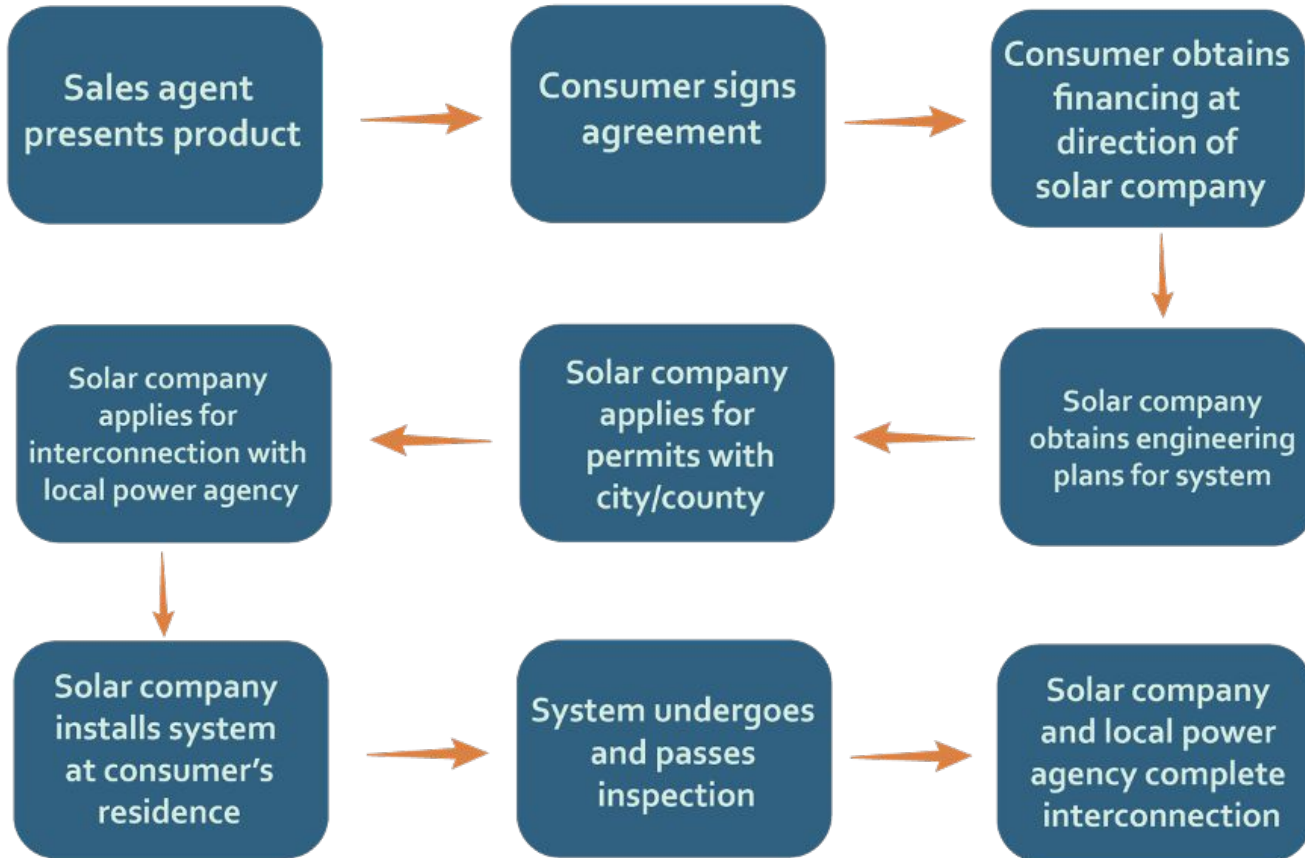 Sales agent
presents product
Consumer signs
agreement
Consumer obtains
financing at
direction of
solar company
Solar company
obtains engineering
plans for system
Solar company
applies for
permits with
city/county
Solar company
applies for
interconnection with
local power agency
Solar company
installs system
at consumer’s
residence
System undergoes
and passes
inspection
Solar company
and local power
agency complete
interconnection